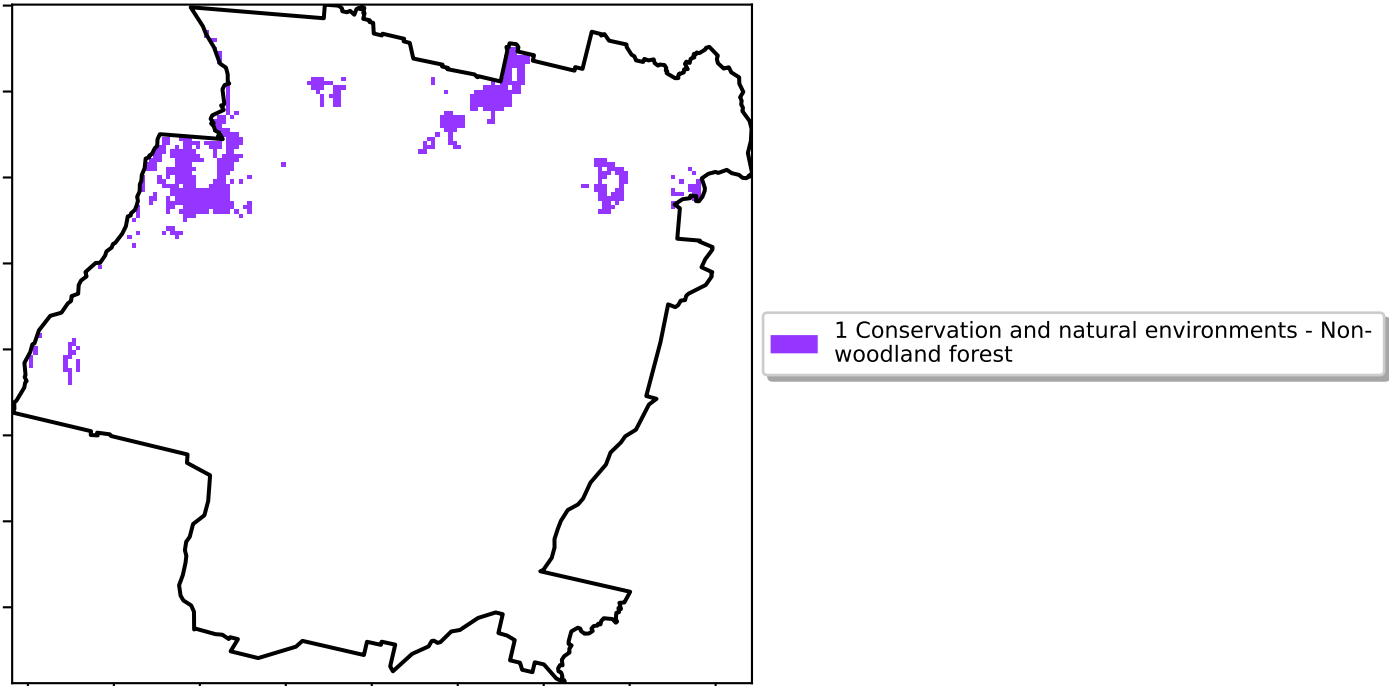 1 Conservation and natural environments - Non-
woodland forest